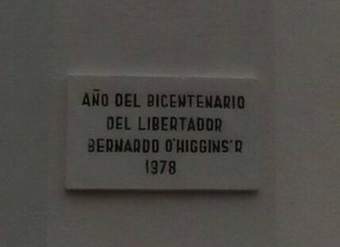 AÑO DEL BICENTENARIO
DEL LIBERTADOR
BERNARDO O'HIGGINS'R
1978